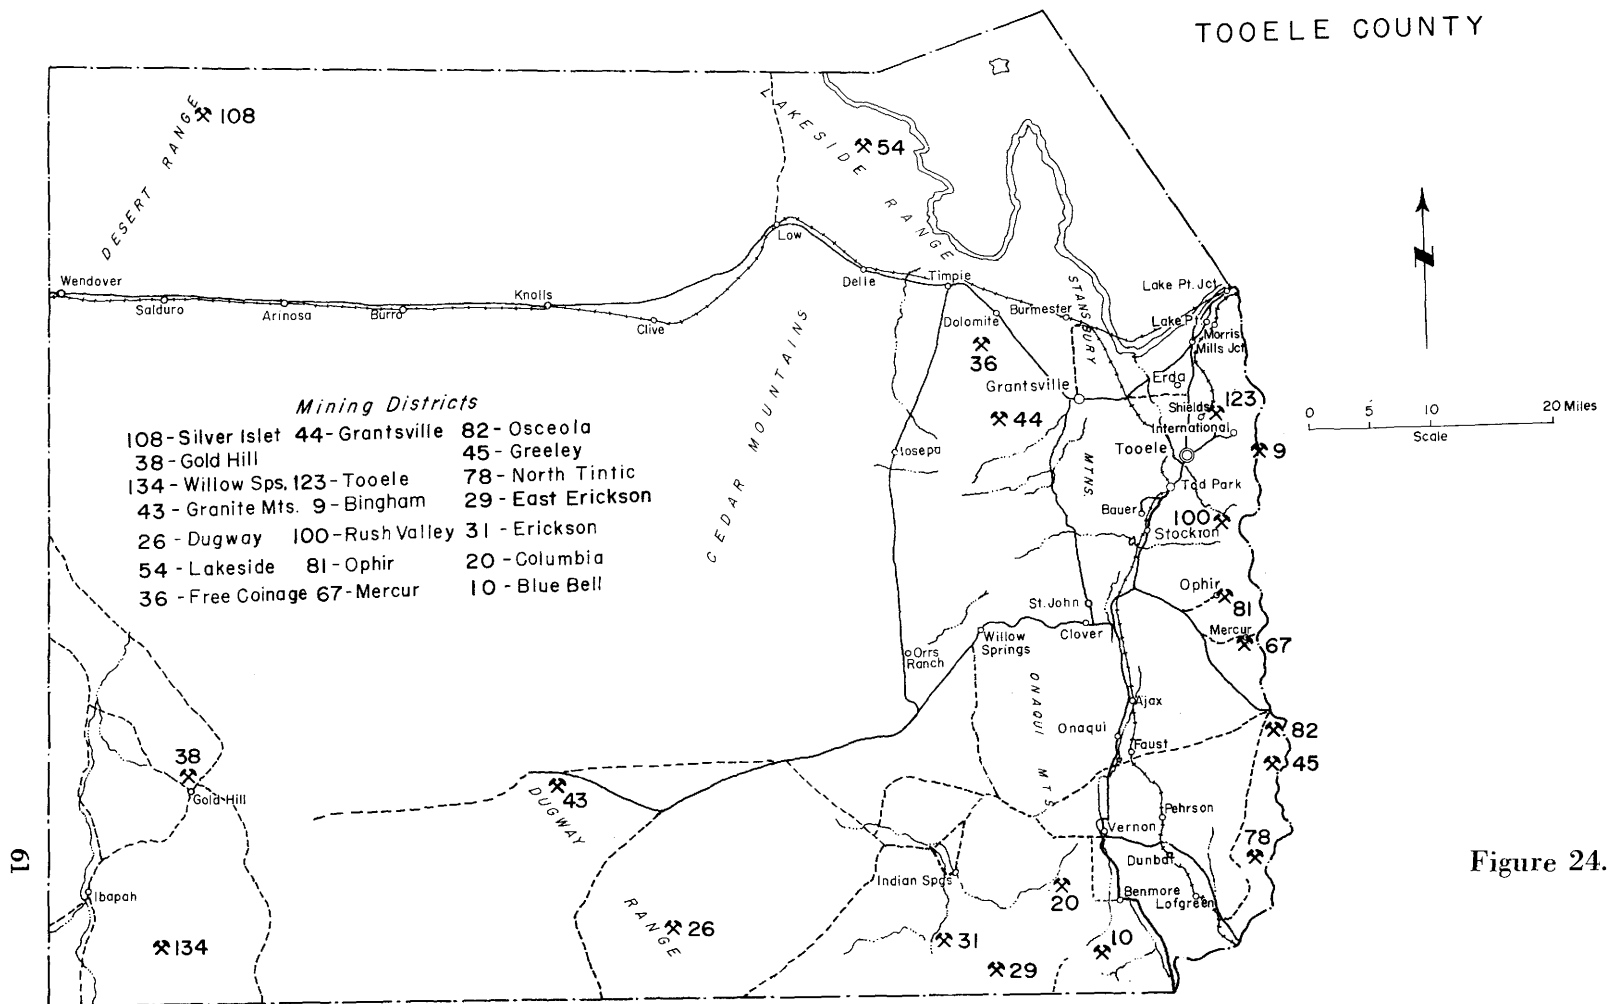 TOOELE COUNTY
DESERT RANGE
108
LAKESIDE RANGE
54
Low
Wendover
Salduro
Arinosa
Burro
Knolls
Clive
Delle
Timpie
Dolomite
Burmester
STANSBURY
MTNS.
Lake Pt. Jct.
Lake Pt.
Morris
Mills Jct.
Erda
36
Grantsville
44
Shields
123
International
Tooele
9
Iosepa
CEDAR MOUNTAINS
Tod Park
Bauer
100
Stockton
Ophir
81
Mercur
67
St. John
Clover
Willow
Springs
Orrs
Ranch
ONAQUI MTS
Ajax
Onaqui
Faust
82
45
Pehrson
Vernon
78
Dunbar
Benmore
Lofgreen
Indian Spgs
20
31
10
29
38
Gold Hill
43
DUGWAY
RANGE
26
Ibapah
134
Mining Districts
108-Silver Islet 44-Grantsville 82-Osceola
38-Gold Hill 45-Greeley
134-Willow Sps. 123-Tooele 78-North Tintic
43-Granite Mts. 9-Bingham 29-East Erickson
26-Dugway 100-Rush Valley 31-Erickson
54-Lakeside 81-Ophir 20-Columbia
36-Free Coinage 67-Mercur 10-Blue Bell
N
0 5 10 20 Miles
Scale
Figure 24.
61